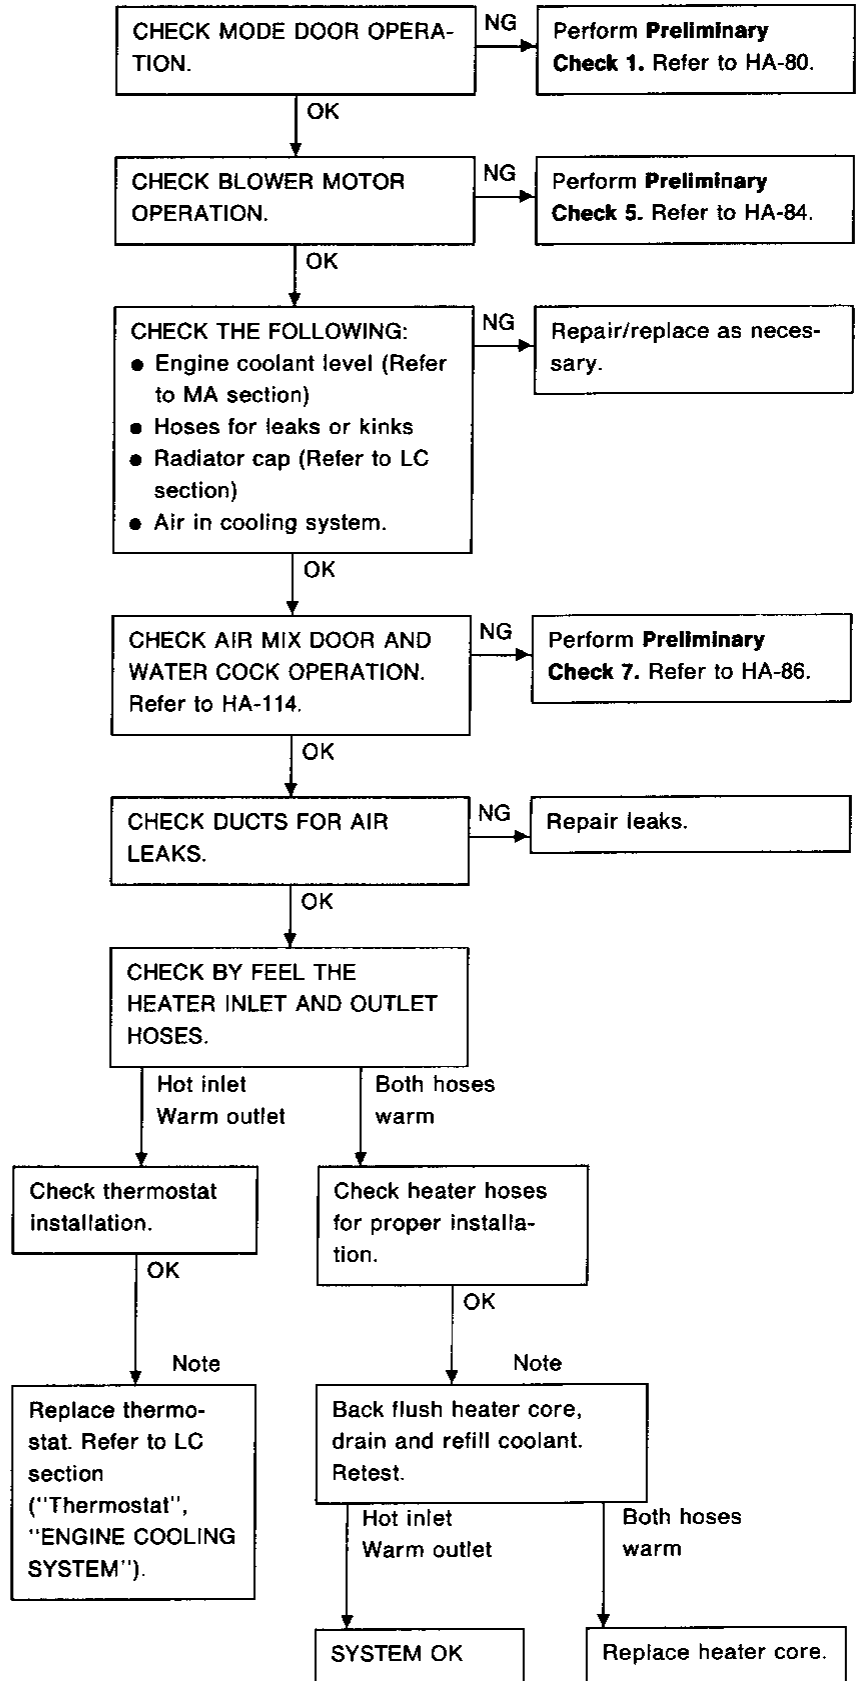 CHECK MODE DOOR OPERA-
TION.
NG
Perform Preliminary
Check 1. Refer to HA-80.
OK
CHECK BLOWER MOTOR
OPERATION.
NG
Perform Preliminary
Check 5. Refer to HA-84.
OK
CHECK THE FOLLOWING:
● Engine coolant level (Refer
to MA section)
● Hoses for leaks or kinks
● Radiator cap (Refer to LC
section)
● Air in cooling system.
NG
Repair/replace as neces-
sary.
OK
CHECK AIR MIX DOOR AND
WATER COCK OPERATION.
Refer to HA-114.
NG
Perform Preliminary
Check 7. Refer to HA-86.
OK
CHECK DUCTS FOR AIR
LEAKS.
NG
Repair leaks.
OK
CHECK BY FEEL THE
HEATER INLET AND OUTLET
HOSES.
Hot inlet
Warm outlet
Both hoses
warm
Check thermostat
installation.
Check heater hoses
for proper installa-
tion.
OK
OK
Note
Note
Replace thermo-
stat. Refer to LC
section
("Thermostat",
"ENGINE COOLING
SYSTEM").
Back flush heater core,
drain and refill coolant.
Retest.
Hot inlet
Warm outlet
Both hoses
warm
SYSTEM OK
Replace heater core.